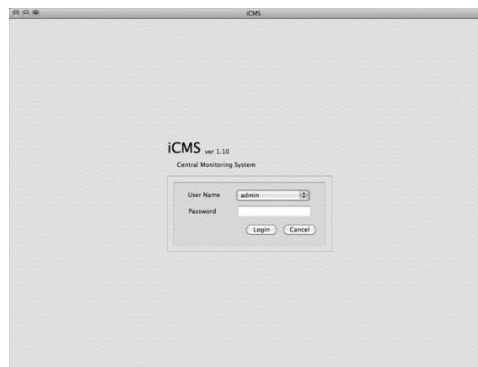 iCMS
iCMS ver 1.10
Central Monitoring System
User Name admin
Password
Login Cancel